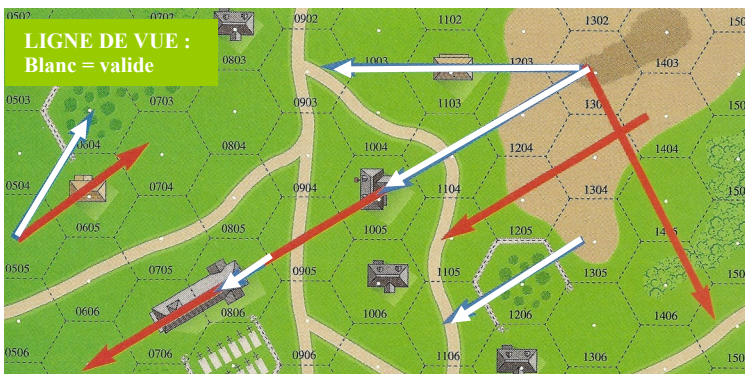 0502 0702 0902 1102 1302
LIGNE DE VUE :
Blanc = valide
0803 1003 1203 1403
0503 0703 0903 1103
0604 0804 1004 1204 1404
0504 0704 0904 1104 1304
0605 0805 1005 1205
0505 0705 0905 1105 1305
0606 0806 1006 1206 1406
0506 0706 0906 1106 1306